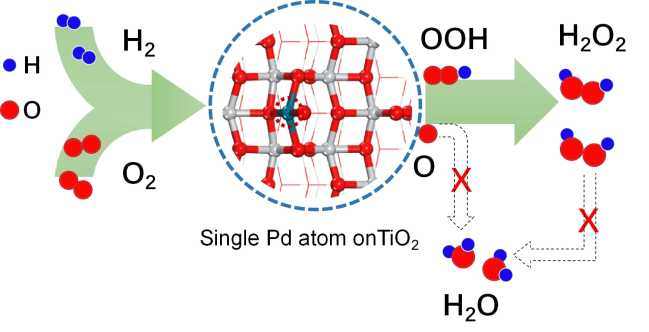 H
O
H₂
O₂
Single Pd atom onTiO₂
OOH
O
H₂O₂
X
X
H₂O